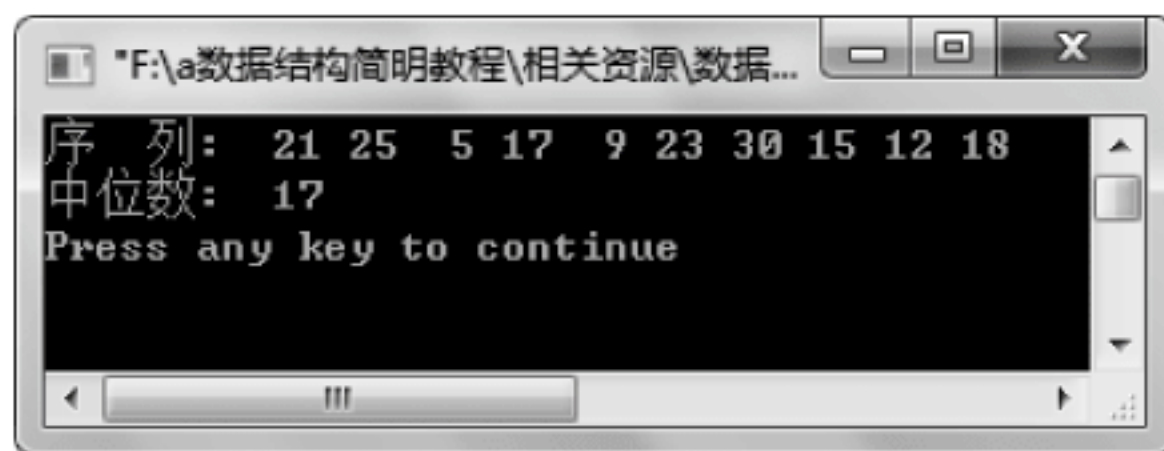 "F:\a数据结构简明教程\相关资源\数据...
序 列: 21 25 5 17 9 23 30 15 12 18
中位数: 17
Press any key to continue